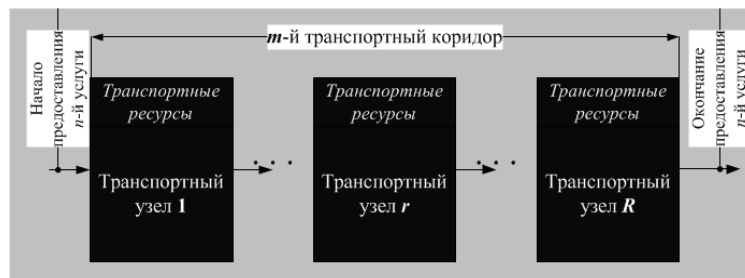 m-й транспортный коридор
Начало
предоставления
n-й услуги
Транспортные
ресурсы
Транспортный
узел 1
. . .
Транспортные
ресурсы
Транспортный
узел r
. . .
Транспортные
ресурсы
Транспортный
узел R
Окончание
предоставления
n-й услуги